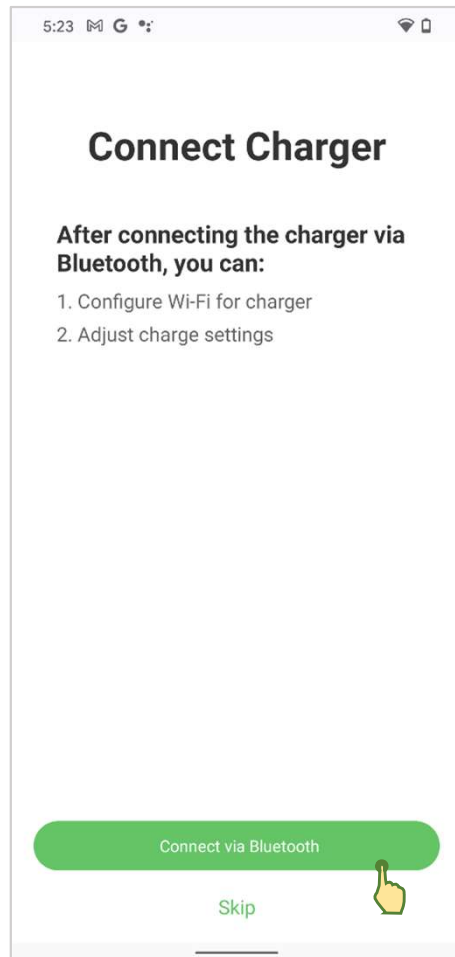 5:23 G
Connect Charger
After connecting the charger via
Bluetooth, you can:
1. Configure Wi-Fi for charger
2. Adjust charge settings
Connect via Bluetooth
Skip